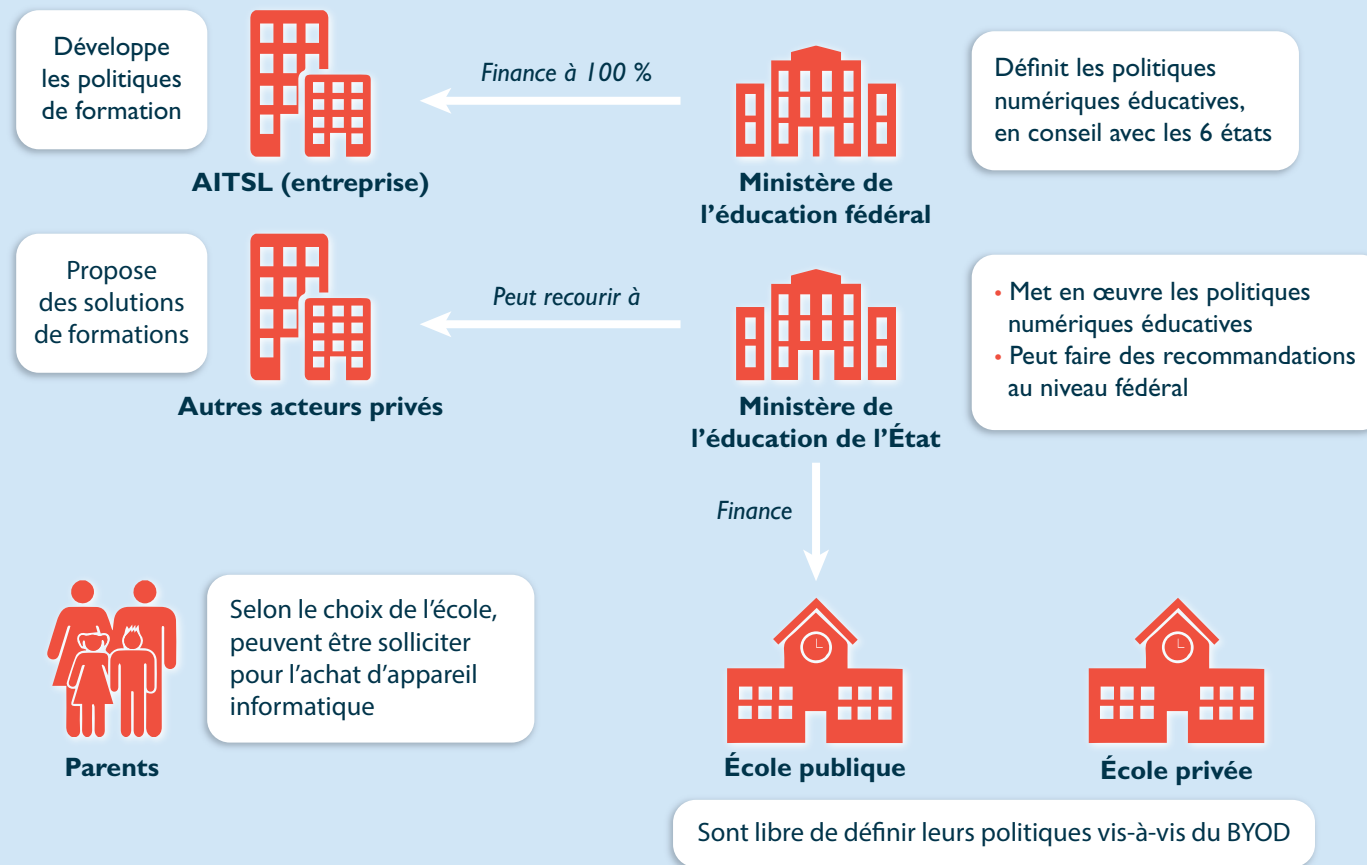 Développe
les politiques
de formation
AITSL (entreprise)
Finance à 100 %
Ministère de
l'éducation fédéral
Définit les politiques
numériques éducatives,
en conseil avec les 6 états
Propose
des solutions
de formations
Autres acteurs privés
Peut recourir à
Ministère de
l'éducation de l'État
• Met en œuvre les politiques
numériques éducatives
• Peut faire des recommandations
au niveau fédéral
Finance
Parents
Selon le choix de l'école,
peuvent être solliciter
pour l'achat d'appareil
informatique
École publique
École privée
Sont libre de définir leurs politiques vis-à-vis du BYOD